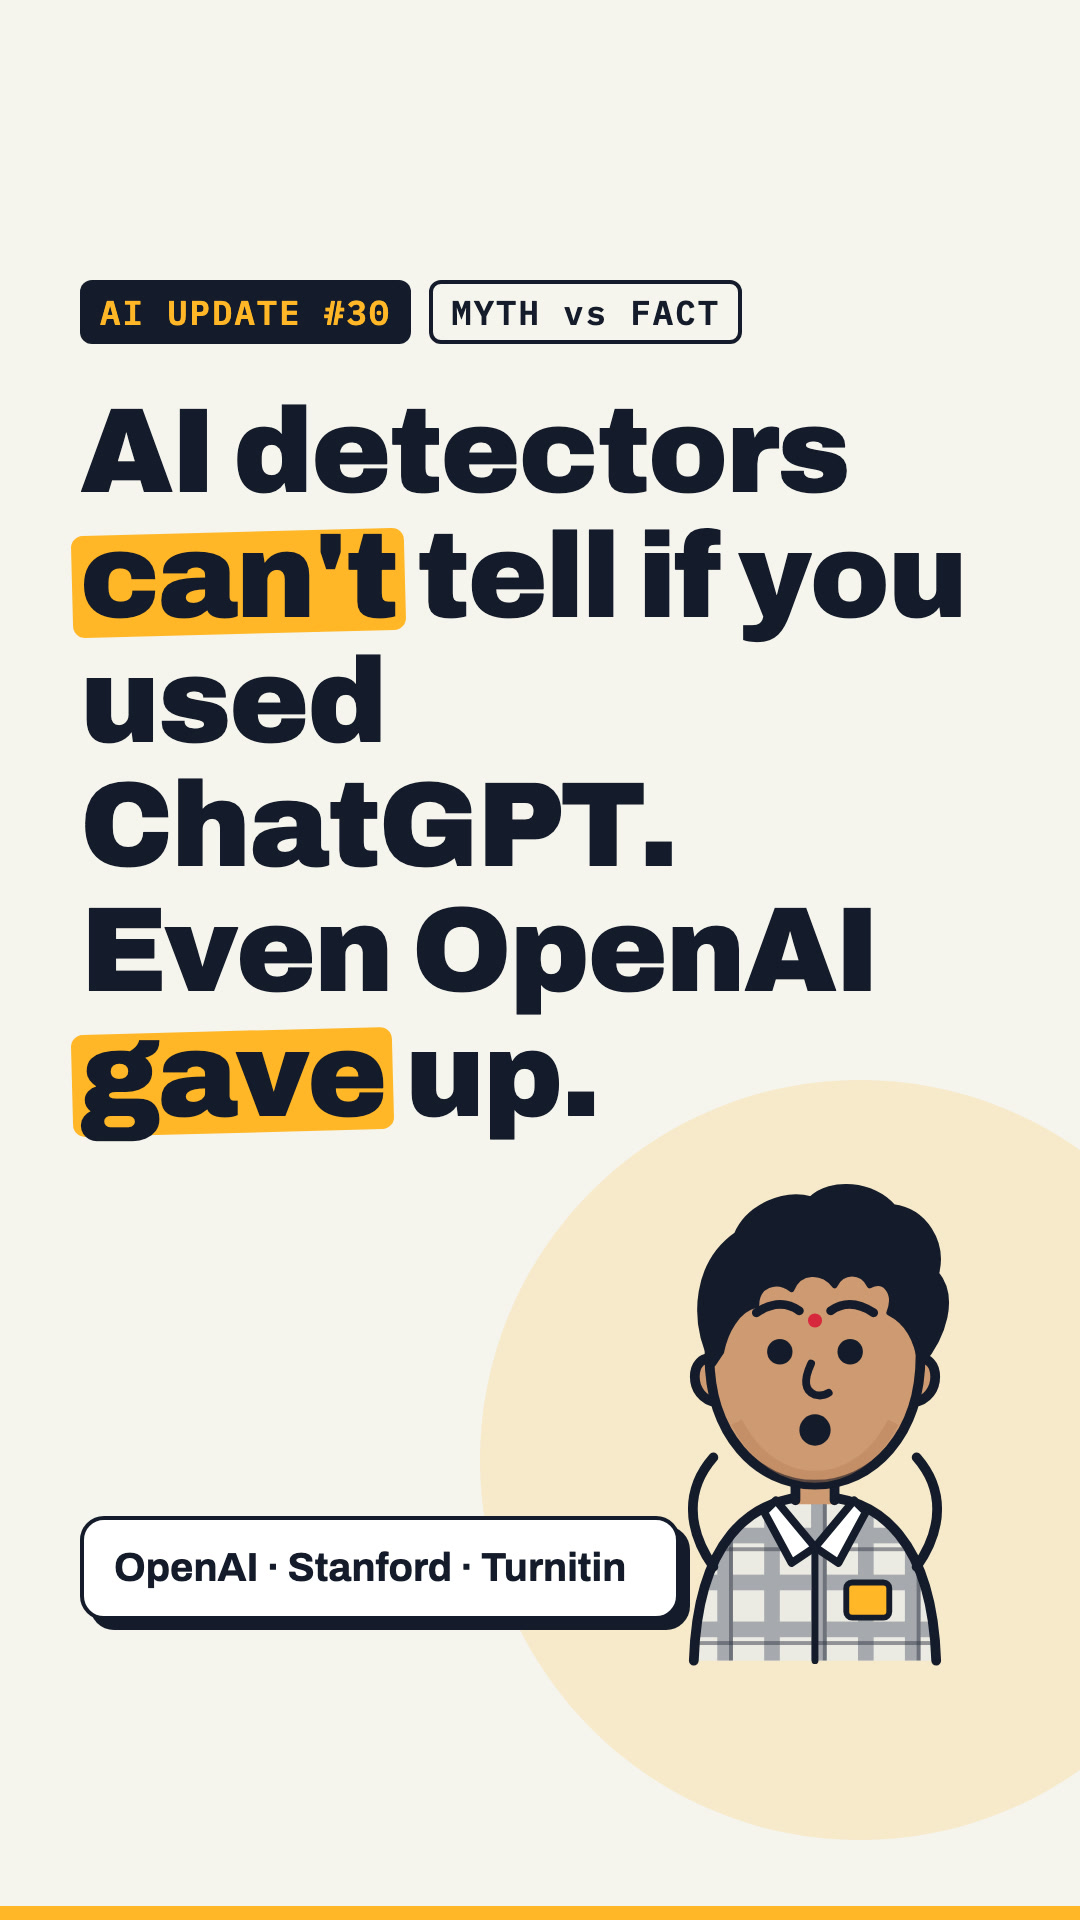 AI UPDATE #30
MYTH vs FACT
AI detectors
can't tell if you
used
ChatGPT.
Even OpenAI
gave up.
OpenAI · Stanford · Turnitin